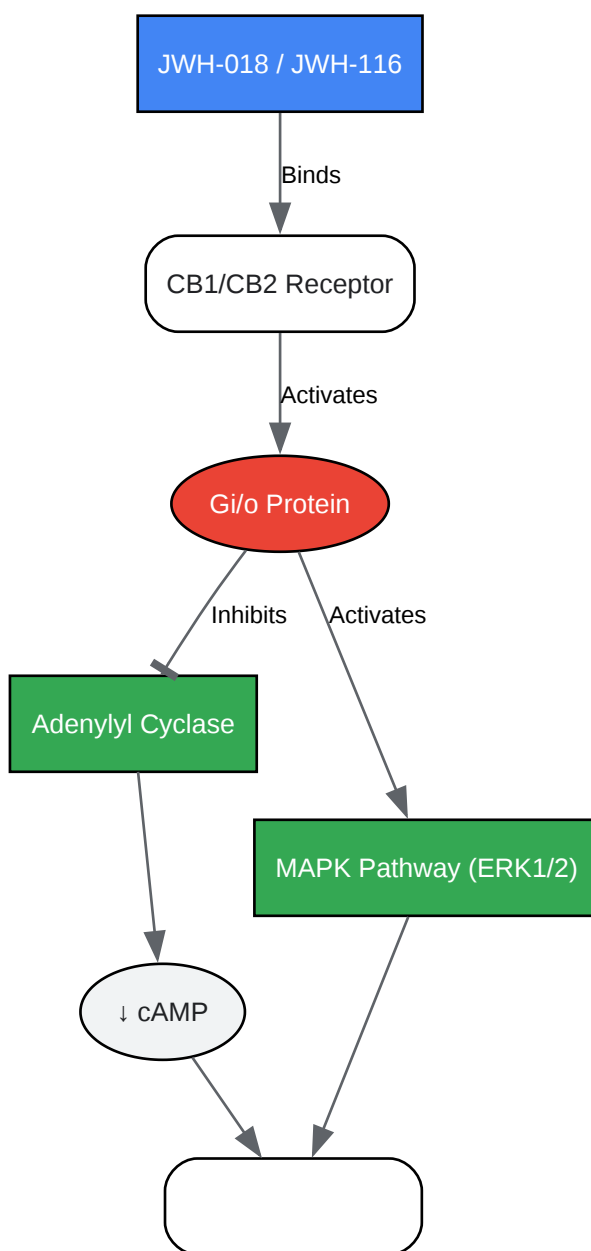 JWH-018 / JWH-116
Binds
CB1/CB2 Receptor
Activates
Gi/o Protein
Inhibits
Activates
Adenylyl Cyclase
MAPK Pathway (ERK1/2)
↓ cAMP